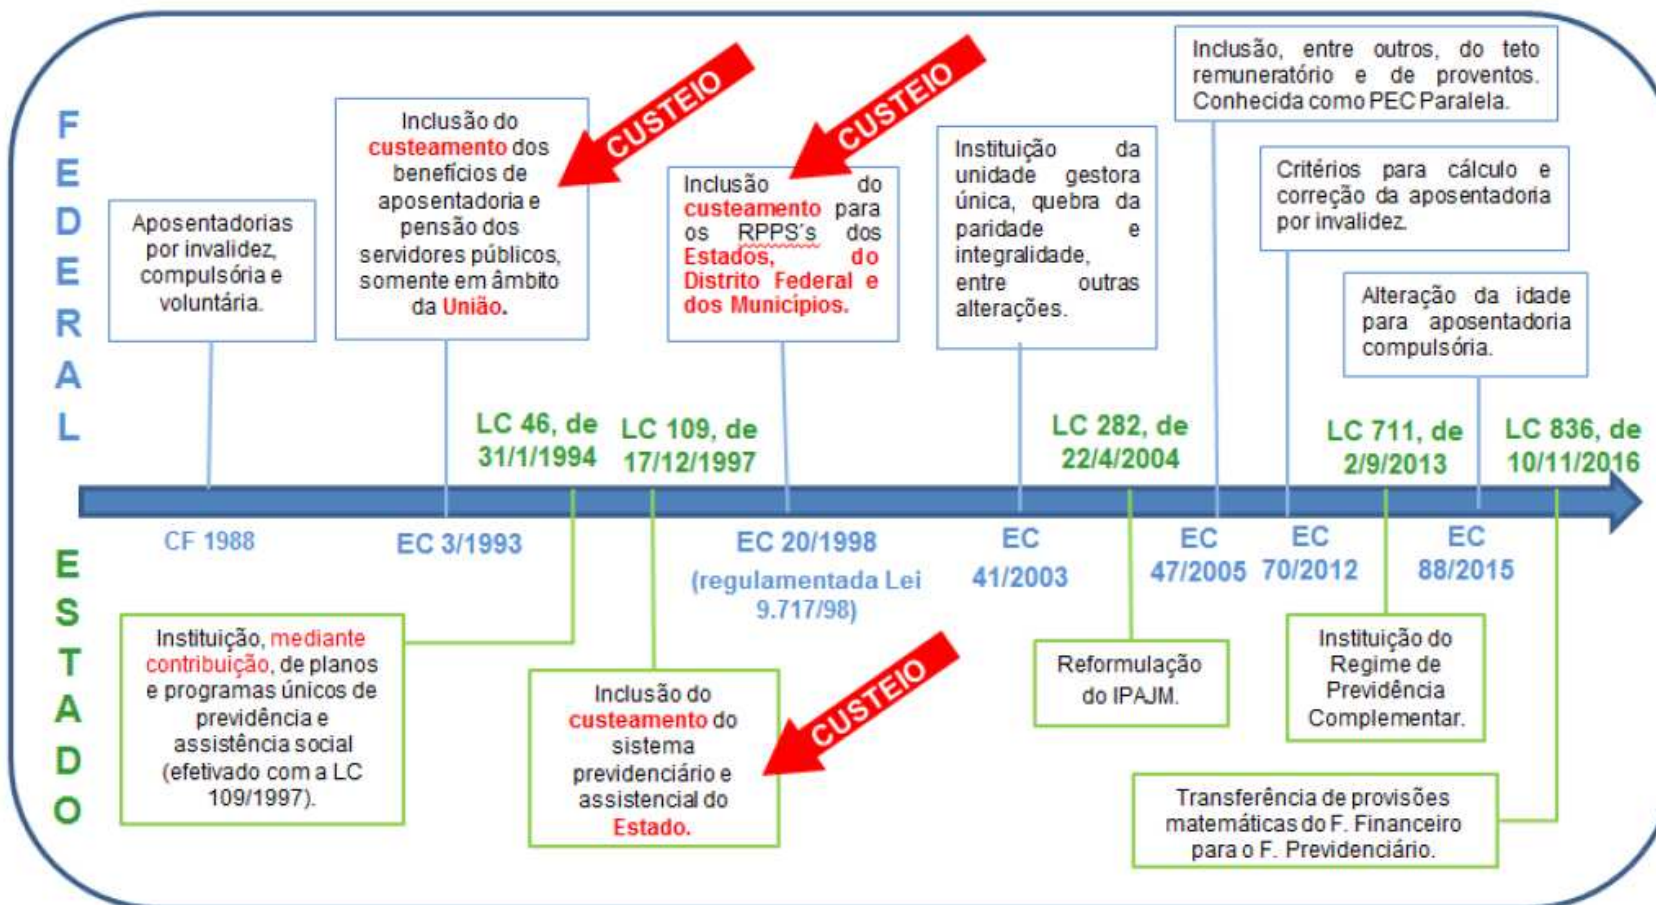 FEDERAL
Aposentadorias
por invalidez,
compulsória e
voluntária.
Inclusão do
custeamento dos
benefícios de
aposentadoria e
pensão dos
servidores públicos,
somente em âmbito
da União.
CUSTEIO
Inclusão do
custeamento para
os RPPS´s dos
Estados, do
Distrito Federal e
dos Municípios.
CUSTEIO
Instituição da
unidade gestora
única, quebra da
paridade e
integralidade,
entre outras
alterações.
Inclusão, entre outros, do teto
remuneratório e de proventos.
Conhecida como PEC Paralela.
Critérios para cálculo e
correção da aposentadoria
por invalidez.
Alteração da idade
para aposentadoria
compulsória.
LC 46, de
31/1/1994
LC 109, de
17/12/1997
LC 282, de
22/4/2004
LC 711, de
2/9/2013
LC 836, de
10/11/2016
CF 1988
EC 3/1993
EC 20/1998
(regulamentada Lei
9.717/98)
EC
41/2003
EC
47/2005
EC
70/2012
EC
88/2015
ESTADO
Instituição, mediante
contribuição, de planos
e programas únicos de
previdência e
assistência social
(efetivado com a LC
109/1997).
Inclusão do
custeamento do
sistema
previdenciário e
assistencial do
Estado.
CUSTEIO
Reformulação
do IPAJM.
Instituição do
Regime de
Previdência
Complementar.
Transferência de provisões
matemáticas do F. Financeiro
para o F. Previdenciário.